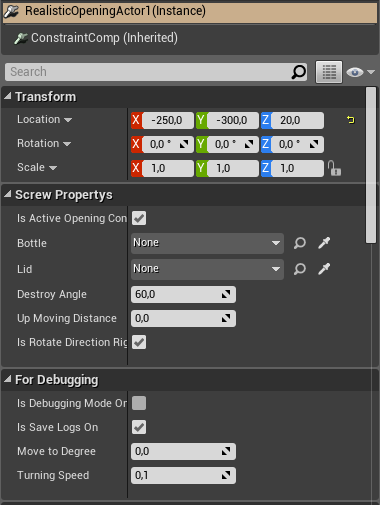 RealisticOpeningActor1(Instance)
ConstraintComp (Inherited)
Search
Transform
Location X -250,0 Y -300,0 Z 20,0
Rotation X 0,0 ° Y 0,0 ° Z 0,0 °
Scale X 1,0 Y 1,0 Z 1,0
Screw Propertys
Is Active Opening Con
Bottle None
Lid None
Destroy Angle 60,0
Up Moving Distance 0,0
Is Rotate Direction Rig
For Debugging
Is Debugging Mode On
Is Save Logs On
Move to Degree 0,0
Turning Speed 0,1